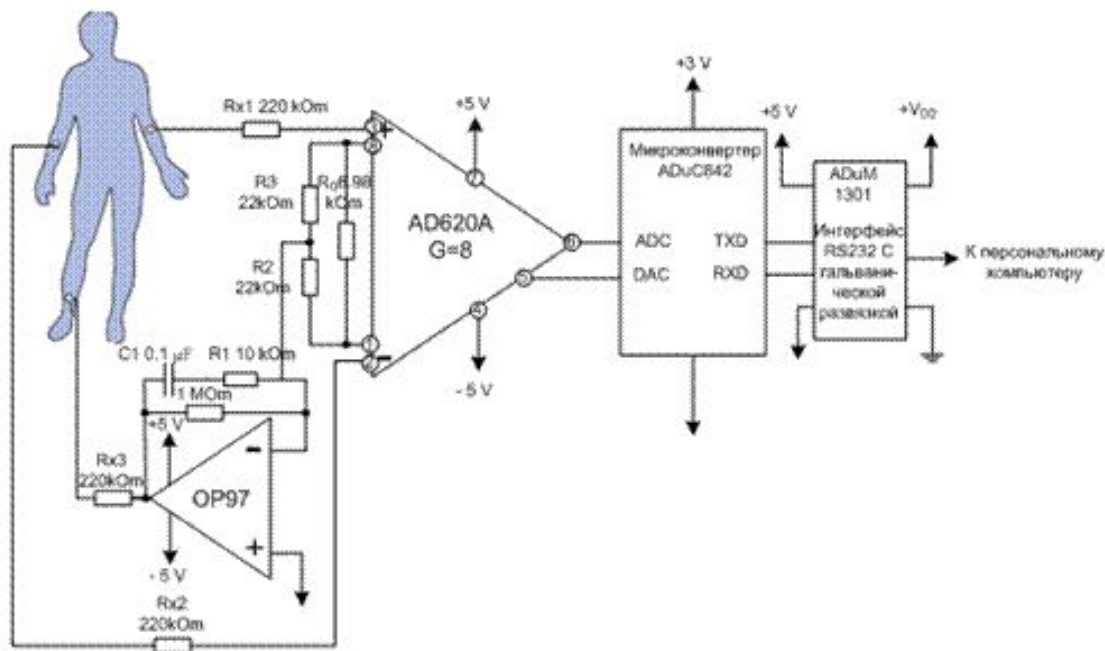 Rx1 220 kOm
+5 V
+3 V
+5 V
+V
Микроконвертер
ADuC842
ADuM
1301
R3
22kOm
kOm
AD620A
G=8
ADC
TXD
DAC
RXD
Интерфейс
RS232 С
гальвани-
ческой
развязкой
К персональному
компьютеру
R2
22kOm
- 5 V
C1 0,1 µF
R1 10 kOm
1 MOm
+5 V
Rx3
220kOm
OP97
- 5 V
Rx2
220kOm